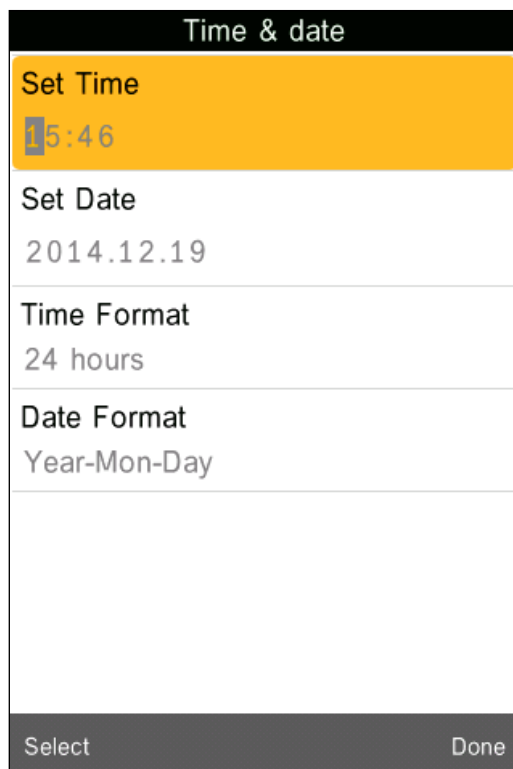 Time & date
Set Time
15:46
Set Date
2014.12.19
Time Format
24 hours
Date Format
Year-Mon-Day
Select Done